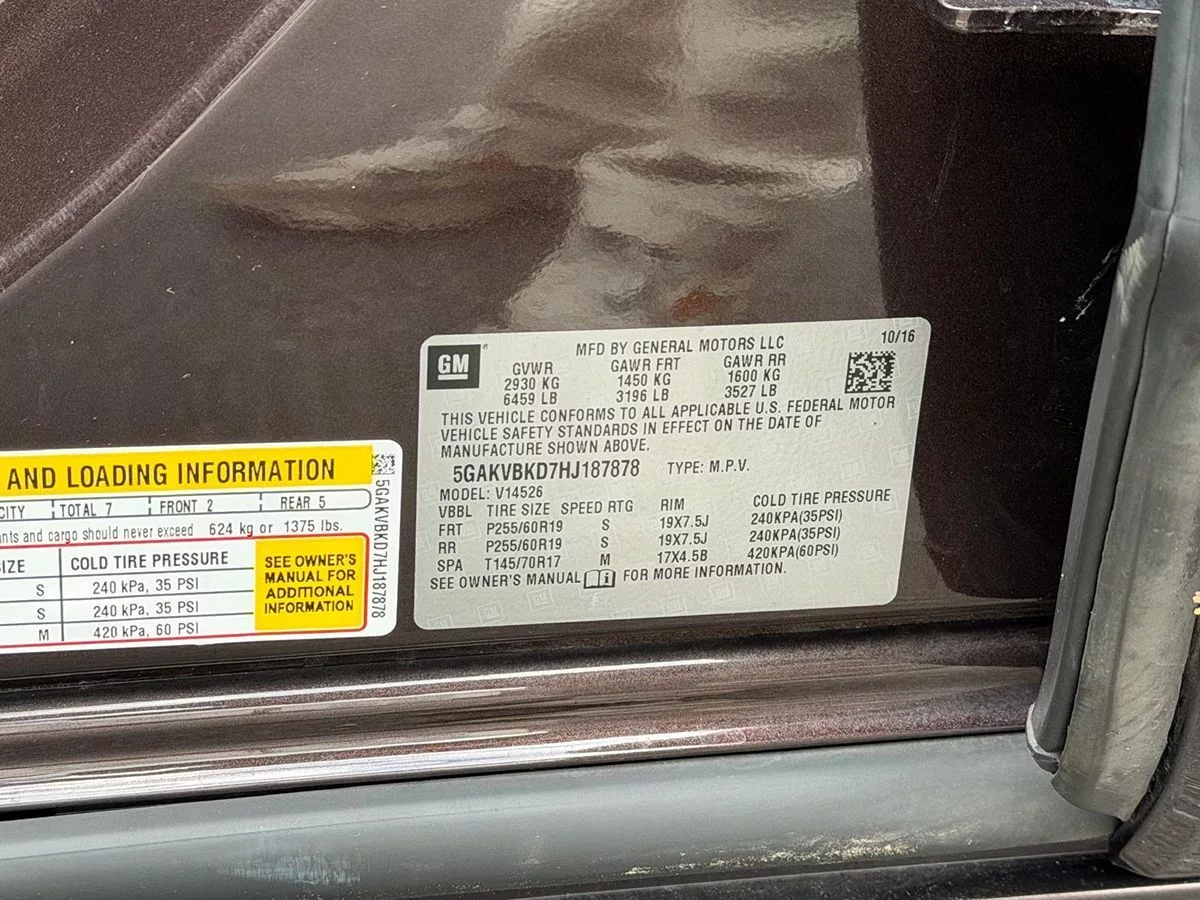 GM
MFD BY GENERAL MOTORS LLC 10/16
GVWR GAWR FRT GAWR RR
2930 KG 1450 KG 1600 KG
6459 LB 3196 LB 3527 LB
THIS VEHICLE CONFORMS TO ALL APPLICABLE U.S. FEDERAL MOTOR
VEHICLE SAFETY STANDARDS IN EFFECT ON THE DATE OF
MANUFACTURE SHOWN ABOVE.
5GAKVBKD7HJ187878 TYPE: M.P.V.
MODEL: V14526
VBBL TIRE SIZE SPEED RTG RIM COLD TIRE PRESSURE
FRT P255/60R19 S 19X7.5J 240KPA(35PSI)
RR P255/60R19 S 19X7.5J 240KPA(35PSI)
SPA T145/70R17 M 17X4.5B 420KPA(60PSI)
SEE OWNER'S MANUAL FOR MORE INFORMATION.
AND LOADING INFORMATION
CITY TOTAL 7 FRONT 2 REAR 5
ants and cargo should never exceed 624 kg or 1375 lbs.
SIZE COLD TIRE PRESSURE
S 240 kPa, 35 PSI
S 240 kPa, 35 PSI
M 420 kPa, 60 PSI
SEE OWNER'S
MANUAL FOR
ADDITIONAL
INFORMATION
5GAKVBKD7HJ187878